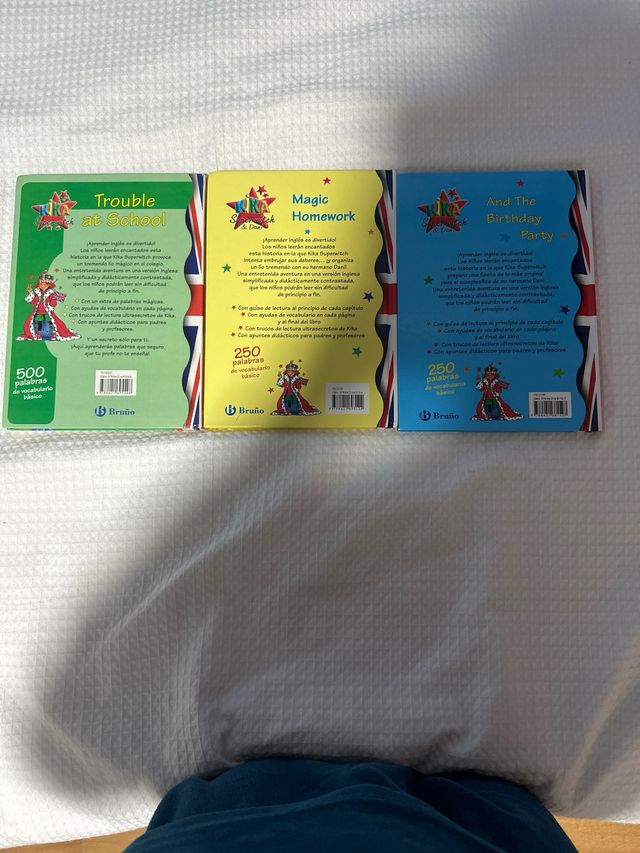 KIKA
Superwitch
Trouble
at School
¡Aprender inglés es divertido!
Los niños leerán encantados esta
historia en la que Kika Superwitch provoca
un tremendo lío mágico en el colegio.
Una entretenida aventura en una versión inglesa
simplificada y didácticamente contrastada,
que los niños podrán leer sin dificultad
de principio a fin.
Con un extra de palabras mágicas.
Con ayudas de vocabulario en cada página.
Con trucos de lectura ultrasecretos de Kika.
Con apuntes didácticos para padres
y profesores.
Y un secreto solo para ti:
¡Aquí aprenderás palabras que seguro
que tu profe no te enseña!
500
palabras
de vocabulario
básico
Bruño
KIKA
Superwitch
& Dani
Magic
Homework
¡Aprender inglés es divertido!
Los niños leerán encantados esta
historia en la que Kika Superwitch
intenta embrujar sus deberes... ¡y organiza
un lío tremendo con su hermano Dani!
Una entretenida aventura en una versión inglesa
simplificada y didácticamente contrastada,
que los niños podrán leer sin dificultad
de principio a fin.
Con guías de lectura al principio de cada capítulo
Con ayudas de vocabulario en cada página
y al final del libro
Con trucos de lectura ultrasecretos de Kika
Con apuntes didácticos para padres y profesores
250
palabras
de vocabulario
básico
Bruño
KIKA
Superwitch
& Dani
And The
Birthday
Party
¡Aprender inglés es divertido!
Los niños leerán encantados
esta historia en la que Kika Superwitch
prepara una fiesta de lo más original
para el cumpleaños de su hermano Dani...
Una entretenida aventura en una versión inglesa
simplificada y didácticamente contrastada,
que los niños podrán leer sin dificultad
de principio a fin.
Con guías de lectura al principio de cada capítulo
Con ayudas de vocabulario en cada página
y al final del libro
Con trucos de lectura ultrasecretos de Kika
Con apuntes didácticos para padres y profesores
250
palabras
de vocabulario
básico
Bruño